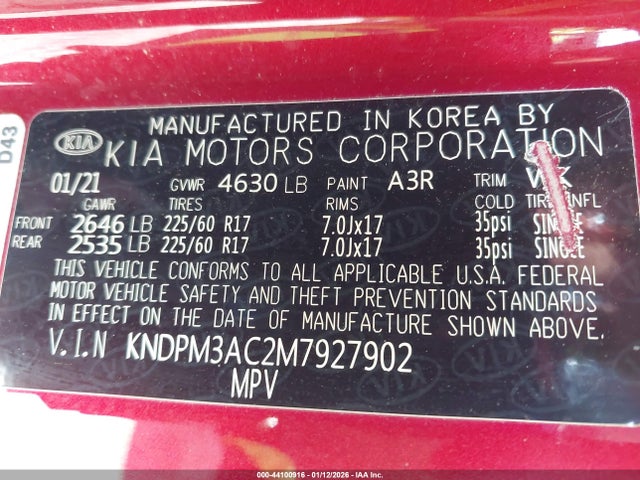 D43
MANUFACTURED IN KOREA BY
KIA KIA MOTORS CORPORATION
01/21 GVWR 4630 LB PAINT A3R TRIM
GAWR TIRES RIMS COLD TIRE INFL
FRONT 2646 LB 225/60 R17 7.0Jx17 35psi SINGLE
REAR 2535 LB 225/60 R17 7.0Jx17 35psi SINGLE
THIS VEHICLE CONFORMS TO ALL APPLICABLE U.S.A. FEDERAL
MOTOR VEHICLE SAFETY AND THEFT PREVENTION STANDARDS
IN EFFECT ON THE DATE OF MANUFACTURE SHOWN ABOVE.
V.I.N KNDPM3AC2M7927902
MPV
000-44100916 - 01/12/2026 - IAA Inc.